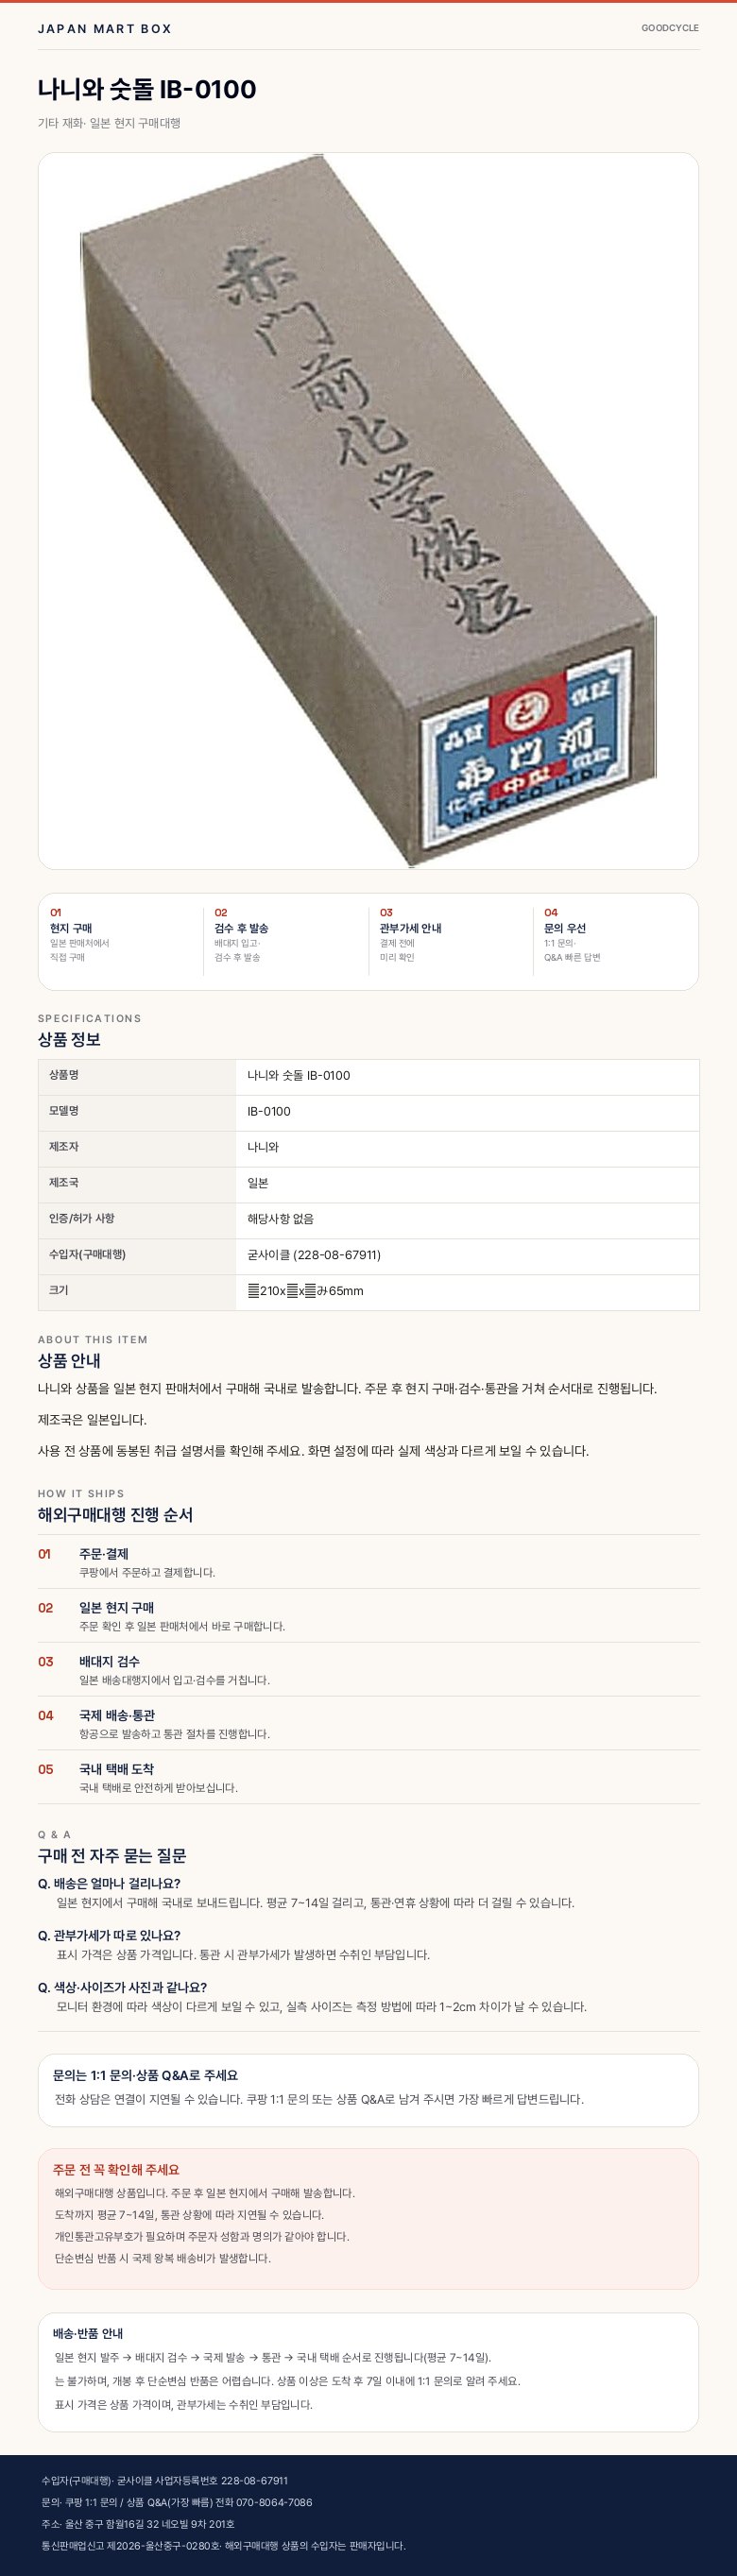 JAPAN MART BOX
GOODCYCLE
나니와 숫돌 IB-0100
기타 재화· 일본 현지 구매대행
赤门前化学微粒
品質
保証
赤门前
化学
中砥
微粒
K.K.K.CO LTD.
01
현지 구매
일본 판매처에서
직접 구매
02
검수 후 발송
배대지 입고·
검수 후 발송
03
관부가세 안내
결제 전에
미리 확인
04
문의 우선
1:1 문의·
Q&A 빠른 답변
SPECIFICATIONS
상품 정보
상품명 나니와 숫돌 IB-0100
모델명 IB-0100
제조자 나니와
제조국 일본
인증/허가 사항 해당사항 없음
수입자(구매대행) 굳사이클 (228-08-67911)
크기 210x x み65mm
ABOUT THIS ITEM
상품 안내
나니와 상품을 일본 현지 판매처에서 구매해 국내로 발송합니다. 주문 후 현지 구매·검수·통관을 거쳐 순서대로 진행됩니다.
제조국은 일본입니다.
사용 전 상품에 동봉된 취급 설명서를 확인해 주세요. 화면 설정에 따라 실제 색상과 다르게 보일 수 있습니다.
HOW IT SHIPS
해외구매대행 진행 순서
01 주문·결제
쿠팡에서 주문하고 결제합니다.
02 일본 현지 구매
주문 확인 후 일본 판매처에서 바로 구매합니다.
03 배대지 검수
일본 배송대행지에서 입고·검수를 거칩니다.
04 국제 배송·통관
항공으로 발송하고 통관 절차를 진행합니다.
05 국내 택배 도착
국내 택배로 안전하게 받아보십니다.
Q & A
구매 전 자주 묻는 질문
Q. 배송은 얼마나 걸리나요?
일본 현지에서 구매해 국내로 보내드립니다. 평균 7~14일 걸리고, 통관·연휴 상황에 따라 더 걸릴 수 있습니다.
Q. 관부가세가 따로 있나요?
표시 가격은 상품 가격입니다. 통관 시 관부가세가 발생하면 수취인 부담입니다.
Q. 색상·사이즈가 사진과 같나요?
모니터 환경에 따라 색상이 다르게 보일 수 있고, 실측 사이즈는 측정 방법에 따라 1~2cm 차이가 날 수 있습니다.
문의는 1:1 문의·상품 Q&A로 주세요
전화 상담은 연결이 지연될 수 있습니다. 쿠팡 1:1 문의 또는 상품 Q&A로 남겨 주시면 가장 빠르게 답변드립니다.
주문 전 꼭 확인해 주세요
해외구매대행 상품입니다. 주문 후 일본 현지에서 구매해 발송합니다.
도착까지 평균 7~14일, 통관 상황에 따라 지연될 수 있습니다.
개인통관고유부호가 필요하며 주문자 성함과 명의가 같아야 합니다.
단순변심 반품 시 국제 왕복 배송비가 발생합니다.
배송·반품 안내
일본 현지 발주 → 배대지 검수 → 국제 발송 → 통관 → 국내 택배 순서로 진행됩니다(평균 7~14일).
는 불가하며, 개봉 후 단순변심 반품은 어렵습니다. 상품 이상은 도착 후 7일 이내에 1:1 문의로 알려 주세요.
표시 가격은 상품 가격이며, 관부가세는 수취인 부담입니다.
수입자(구매대행)· 굳사이클 사업자등록번호 228-08-67911
문의· 쿠팡 1:1 문의 / 상품 Q&A(가장 빠름) 전화 070-8064-7086
주소· 울산 중구 함월16길 32 네오빌 9차 201호
통신판매업신고 제2026-울산중구-0280호· 해외구매대행 상품의 수입자는 판매자입니다.